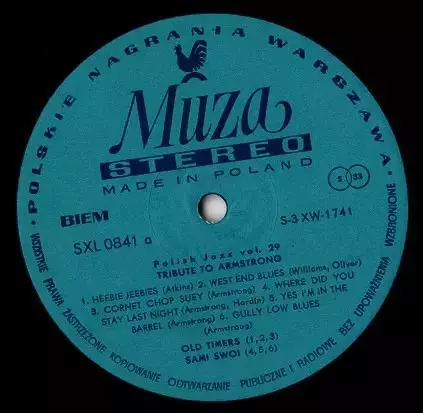 • POLSKIE NAGRANIA WARSZAWA •
Muza
STEREO
MADE IN POLAND
BIEM
S 33
SXL 0841 a
S-3 XW-1741
Polish Jazz vol. 29
TRIBUTE TO ARMSTRONG
1. HEEBIE JEEBIES (Atkins) 2. WEST END BLUES (Williams, Oliver)
3. CORNET CHOP SUEY (Armstrong) 4. WHERE DID YOU
STAY LAST NIGHT (Armstrong, Hardin) 5. YES I'M IN THE
BARREL (Armstrong) 6. GULLY LOW BLUES
(Armstrong)
OLD TIMERS (1,2,3)
SAMI SWOI (4,5,6)
WSZYSTKIE PRAWA ZASTRZEŻONE KOPIOWANIE ODTWARZANIE PUBLICZNE I RADIOWE BEZ UPOWAŻNIENIA WZBRONIONE